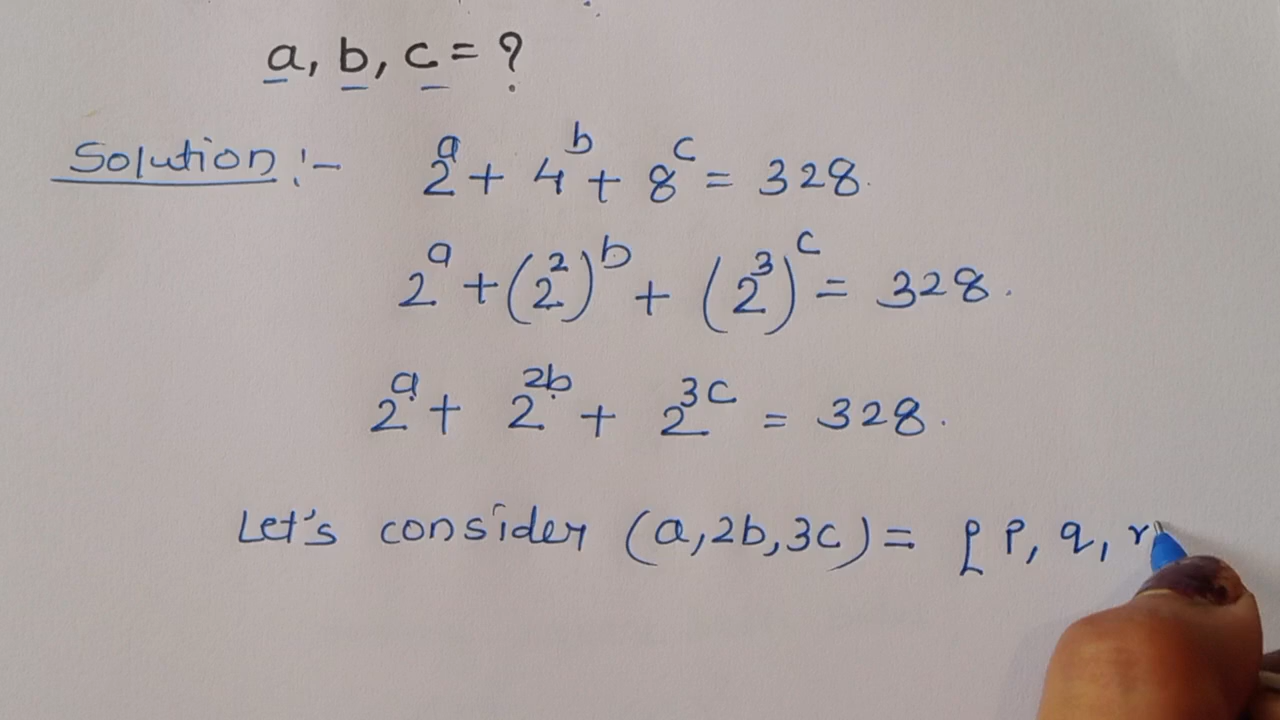 a, b, c = ?
Solution :- 2^a + 4^b + 8^c = 328.
2^a + (2^2)^b + (2^3)^c = 328.
2^a + 2^2b + 2^3c = 328.
Let's consider (a, 2b, 3c) = { p, q, r